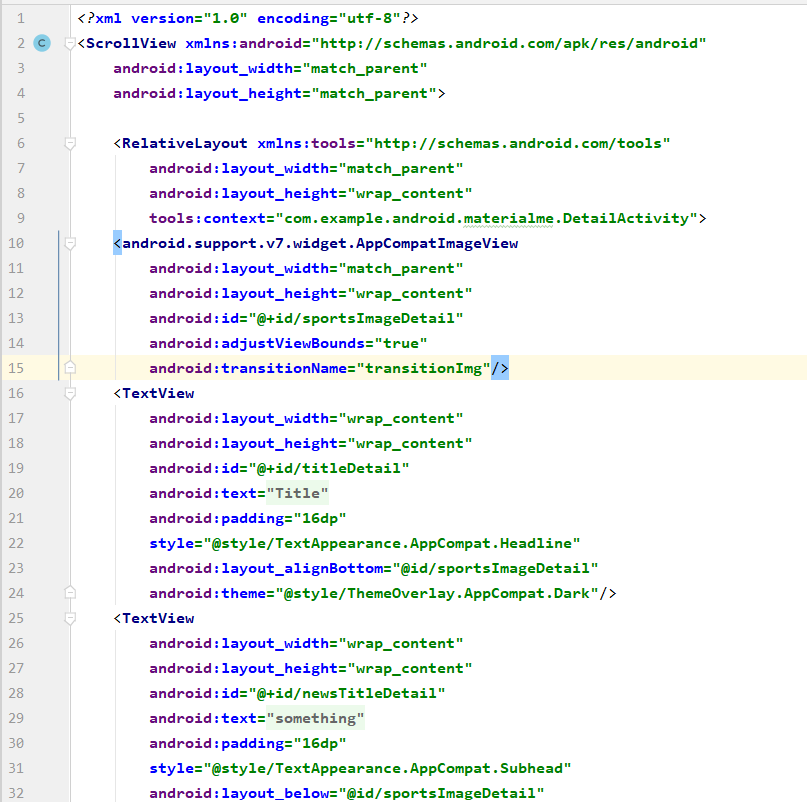 1 <?xml version="1.0" encoding="utf-8"?>
2 C <ScrollView xmlns:android="http://schemas.android.com/apk/res/android"
3 android:layout_width="match_parent"
4 android:layout_height="match_parent">
5
6 <RelativeLayout xmlns:tools="http://schemas.android.com/tools"
7 android:layout_width="match_parent"
8 android:layout_height="wrap_content"
9 tools:context="com.example.android.materialme.DetailActivity">
10 <android.support.v7.widget.AppCompatImageView
11 android:layout_width="match_parent"
12 android:layout_height="wrap_content"
13 android:id="@+id/sportsImageDetail"
14 android:adjustViewBounds="true"
15 android:transitionName="transitionImg"/>
16 <TextView
17 android:layout_width="wrap_content"
18 android:layout_height="wrap_content"
19 android:id="@+id/titleDetail"
20 android:text="Title"
21 android:padding="16dp"
22 style="@style/TextAppearance.AppCompat.Headline"
23 android:layout_alignBottom="@id/sportsImageDetail"
24 android:theme="@style/ThemeOverlay.AppCompat.Dark"/>
25 <TextView
26 android:layout_width="wrap_content"
27 android:layout_height="wrap_content"
28 android:id="@+id/newsTitleDetail"
29 android:text="something"
30 android:padding="16dp"
31 style="@style/TextAppearance.AppCompat.Subhead"
32 android:layout_below="@id/sportsImageDetail"